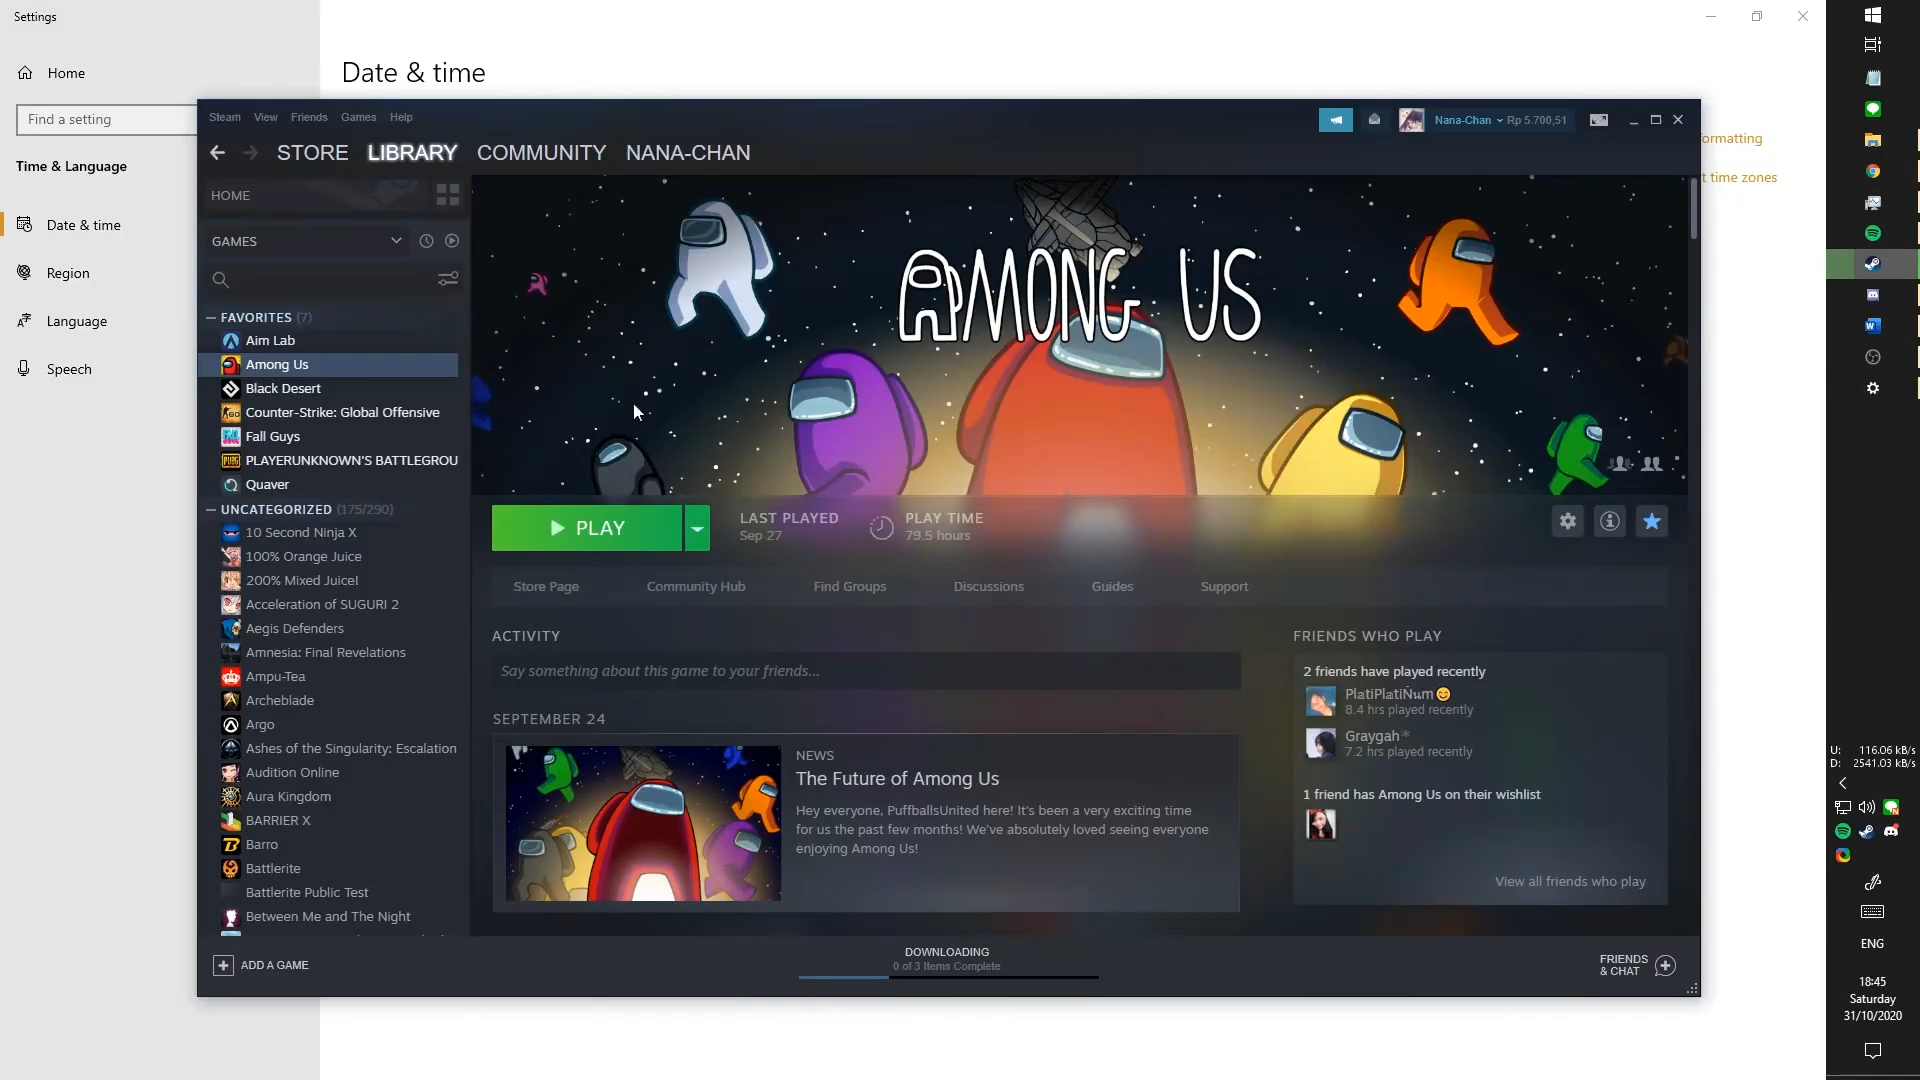 Settings
Home
Find a setting
Time & Language
Date & time
Region
Language
Speech
Date & time
ormatting
t time zones
Steam View Friends Games Help
Nana-Chan Rp 5.700,51
STORE LIBRARY COMMUNITY NANA-CHAN
HOME
GAMES
FAVORITES (7)
Aim Lab
Among Us
Black Desert
Counter-Strike: Global Offensive
Fall Guys
PLAYERUNKNOWN'S BATTLEGROU
Quaver
UNCATEGORIZED (175/290)
10 Second Ninja X
100% Orange Juice
200% Mixed Juice!
Acceleration of SUGURI 2
Aegis Defenders
Amnesia: Final Revelations
Ampu-Tea
Archeblade
Argo
Ashes of the Singularity: Escalation
Audition Online
Aura Kingdom
BARRIER X
Barro
Battlerite
Battlerite Public Test
Between Me and The Night
ADD A GAME
AMONG US
PLAY
LAST PLAYED
Sep 27
PLAY TIME
79.5 hours
Store Page Community Hub Find Groups Discussions Guides Support
ACTIVITY
Say something about this game to your friends...
SEPTEMBER 24
NEWS
The Future of Among Us
Hey everyone, PuffballsUnited here! It's been a very exciting time
for us the past few months! We've absolutely loved seeing everyone
enjoying Among Us!
FRIENDS WHO PLAY
2 friends have played recently
PlatiPlatiÑum😊
8.4 hrs played recently
Graygah*
7.2 hrs played recently
1 friend has Among Us on their wishlist
View all friends who play
DOWNLOADING
0 of 3 Items Complete
FRIENDS
& CHAT
U: 116.06 kB/s
D: 2541.03 kB/s
ENG
18:45
Saturday
31/10/2020